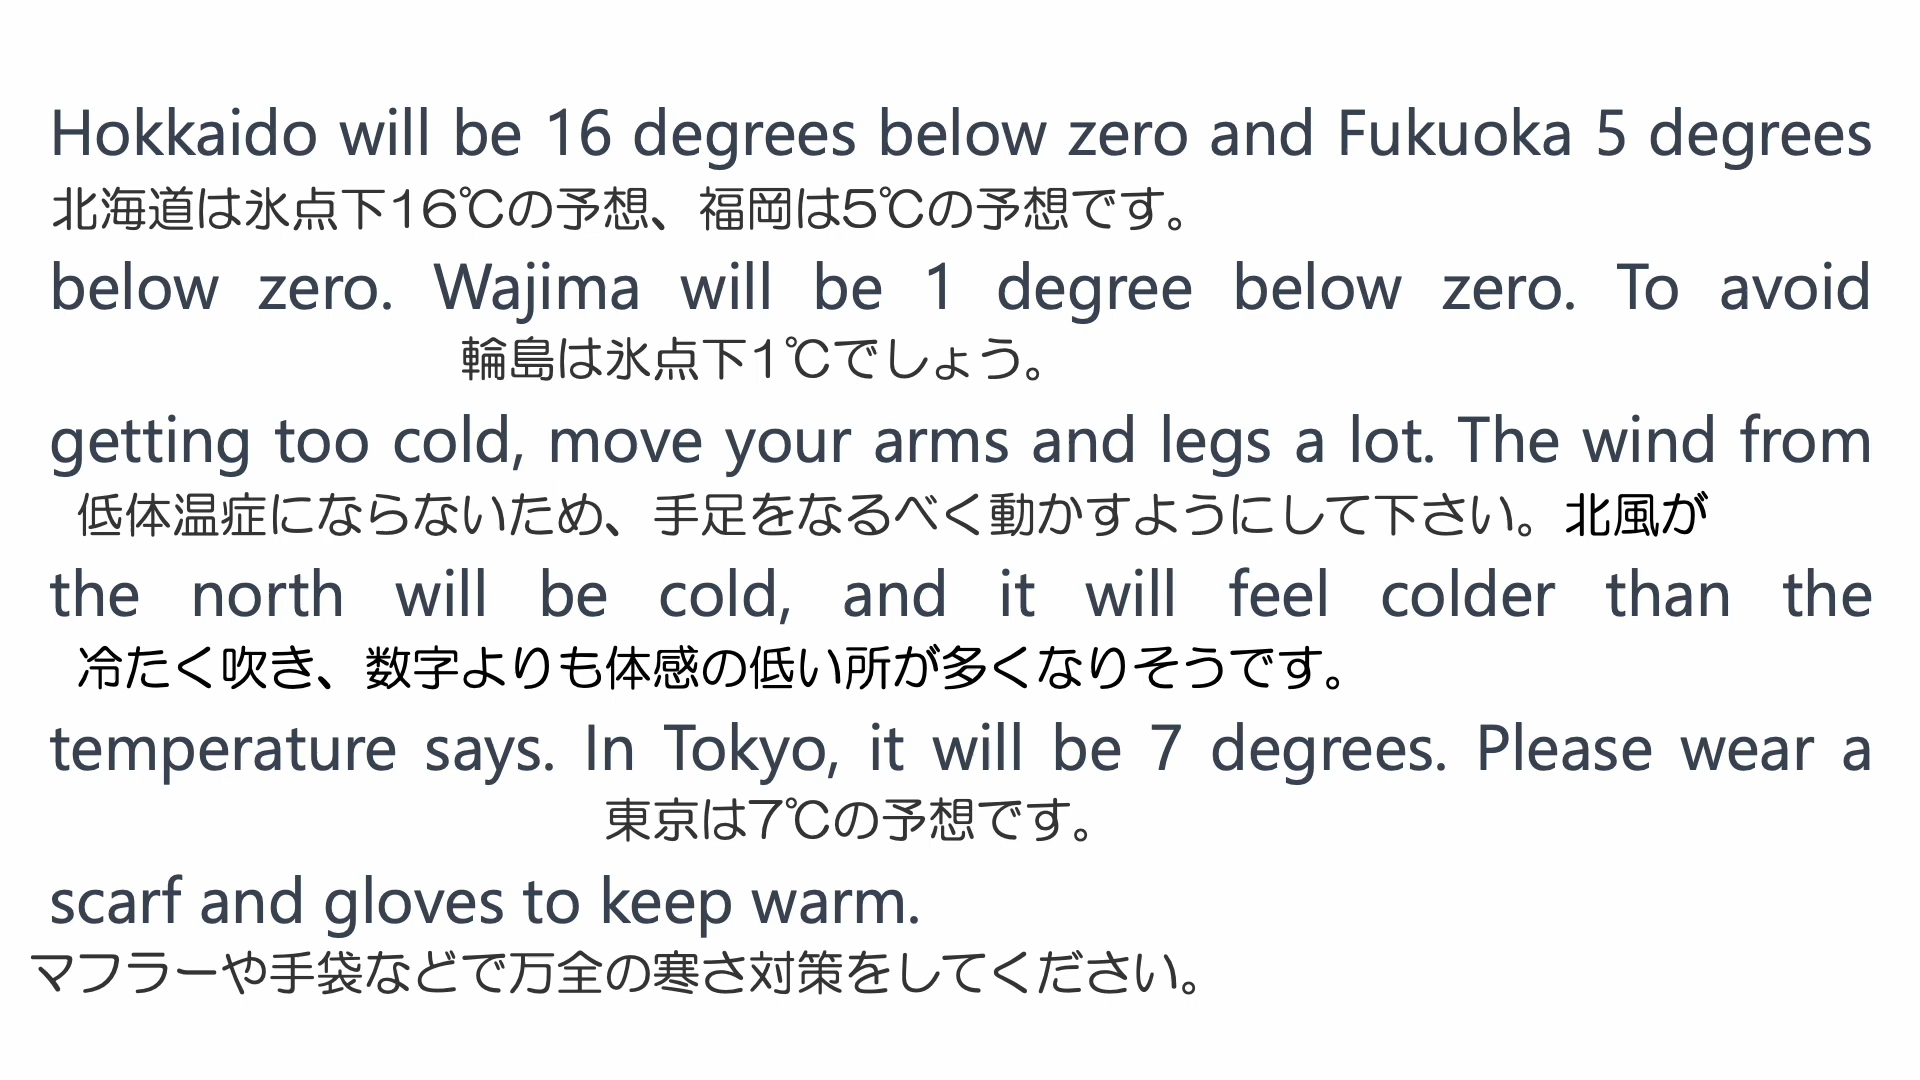 Hokkaido will be 16 degrees below zero and Fukuoka 5 degrees
北海道は氷点下16℃の予想、福岡は5℃の予想です。
below zero. Wajima will be 1 degree below zero. To avoid
輪島は氷点下1℃でしょう。
getting too cold, move your arms and legs a lot. The wind from
低体温症にならないため、手足をなるべく動かすようにして下さい。北風が
the north will be cold, and it will feel colder than the
冷たく吹き、数字よりも体感の低い所が多くなりそうです。
temperature says. In Tokyo, it will be 7 degrees. Please wear a
東京は7℃の予想です。
scarf and gloves to keep warm.
マフラーや手袋などで万全の寒さ対策をしてください。